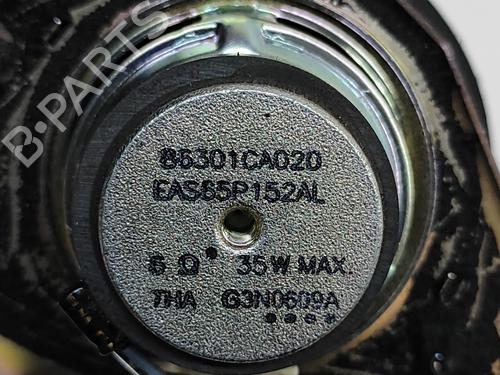 B-PARTS
86301CA020
EAS65P152AL
6 Ω 35W MAX.
THA G3N0609A